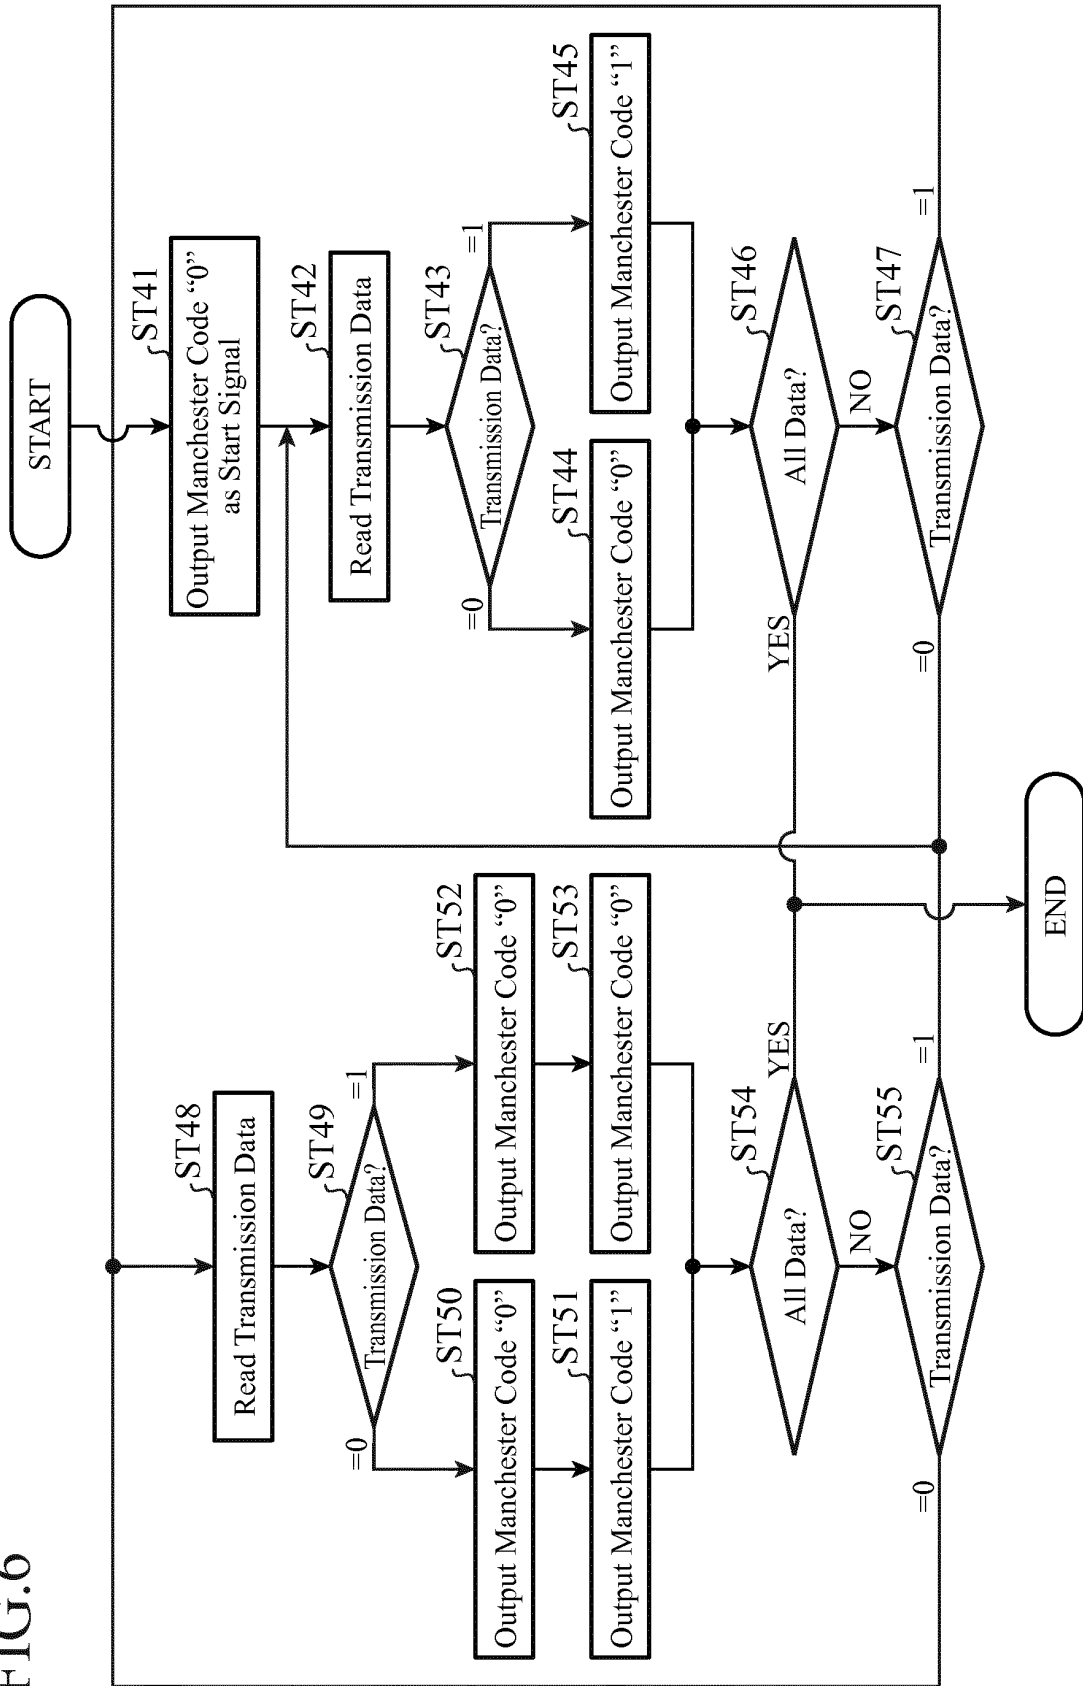 FIG.6
START
ST41
Output Manchester Code “0”
as Start Signal
ST42
Read Transmission Data
ST43
Transmission Data?
=0
=1
ST44
Output Manchester Code “0”
ST45
Output Manchester Code “1”
ST46
All Data?
YES
NO
ST47
Transmission Data?
=0
=1
ST48
Read Transmission Data
ST49
Transmission Data?
=0
=1
ST50
Output Manchester Code “0”
ST51
Output Manchester Code “1”
ST52
Output Manchester Code “0”
ST53
Output Manchester Code “0”
ST54
All Data?
YES
NO
ST55
Transmission Data?
=0
=1
END